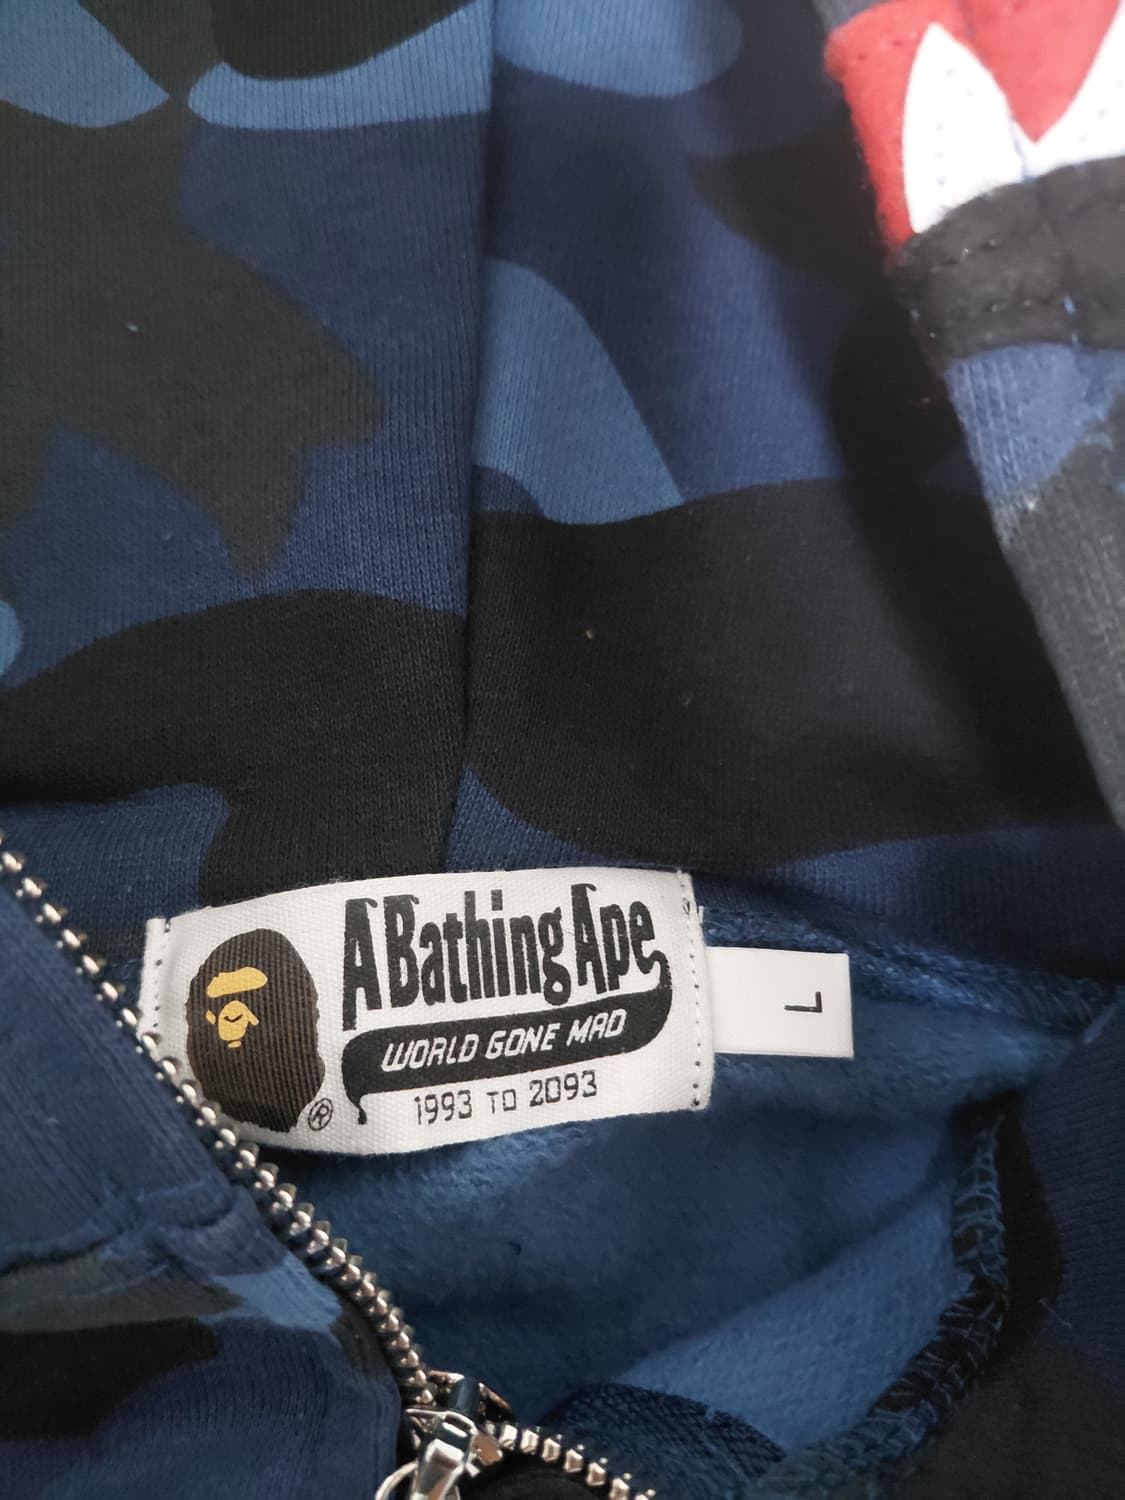 A Bathing Ape
WORLD GONE MAD
1993 TO 2093
®
L